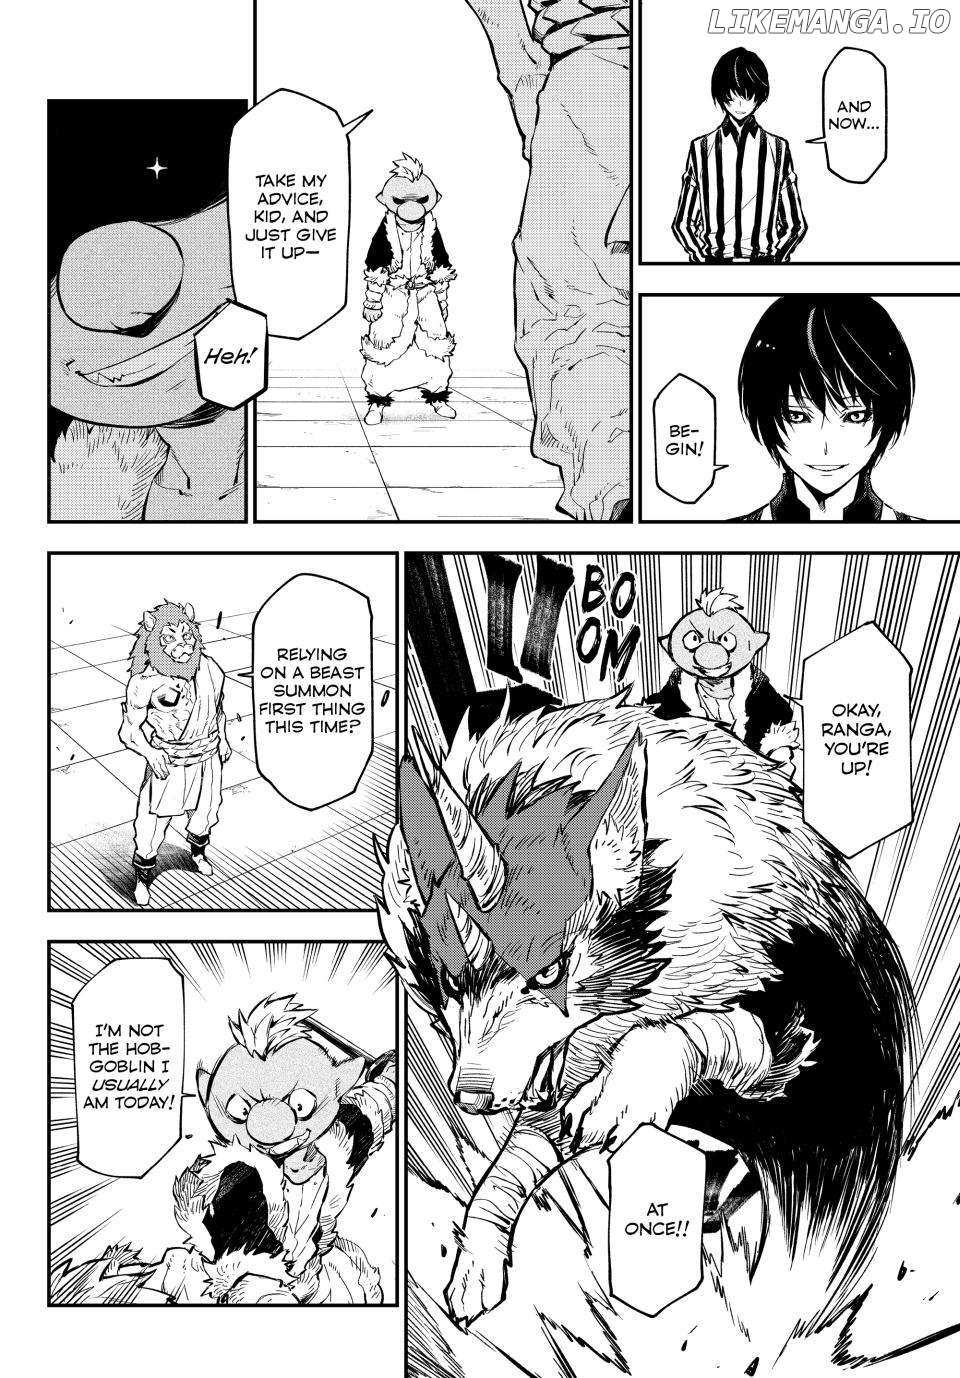 LIKEMANGA.IO
AND
NOW...
BE-
GIN!
TAKE MY
ADVICE,
KID, AND
JUST GIVE
IT UP—
Heh!
BO
OM
OKAY,
RANGA,
YOU'RE
UP!
AT
ONCE!!
RELYING
ON A BEAST
SUMMON
FIRST THING
THIS TIME?
I'M NOT
THE HOB-
GOBLIN I
USUALLY
AM TODAY!